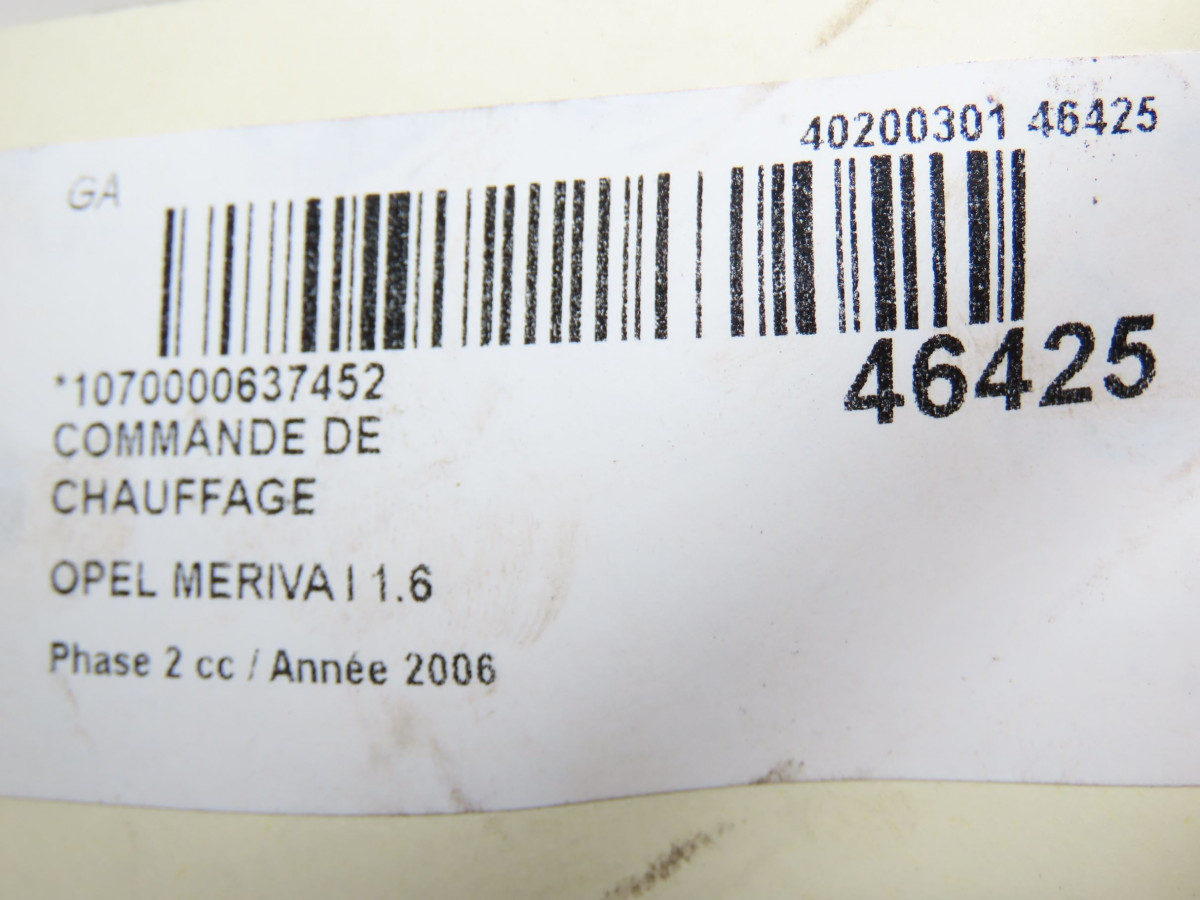 40200301 46425
GA
46425
*1070000637452
COMMANDE DE
CHAUFFAGE
OPEL MERIVA I 1.6
Phase 2 cc / Année 2006